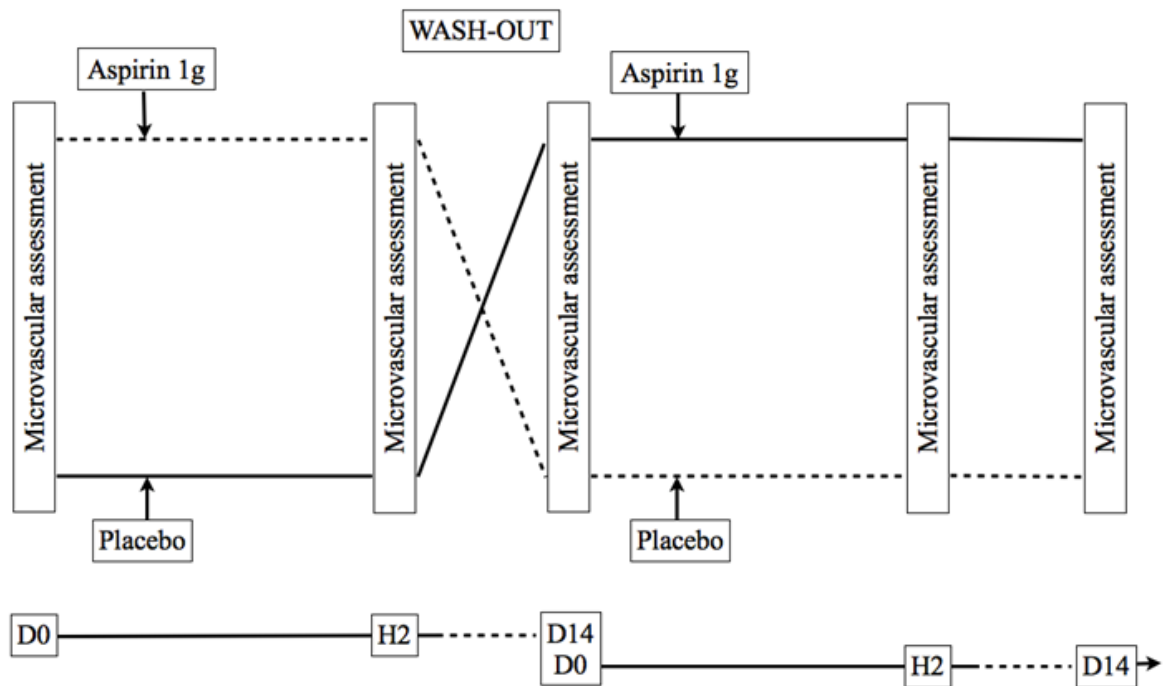 WASH-OUT
Aspirin 1g
Aspirin 1g
Microvascular assessment
Microvascular assessment
Microvascular assessment
Microvascular assessment
Microvascular assessment
Placebo
Placebo
D0
H2
D14
D0
H2
D14